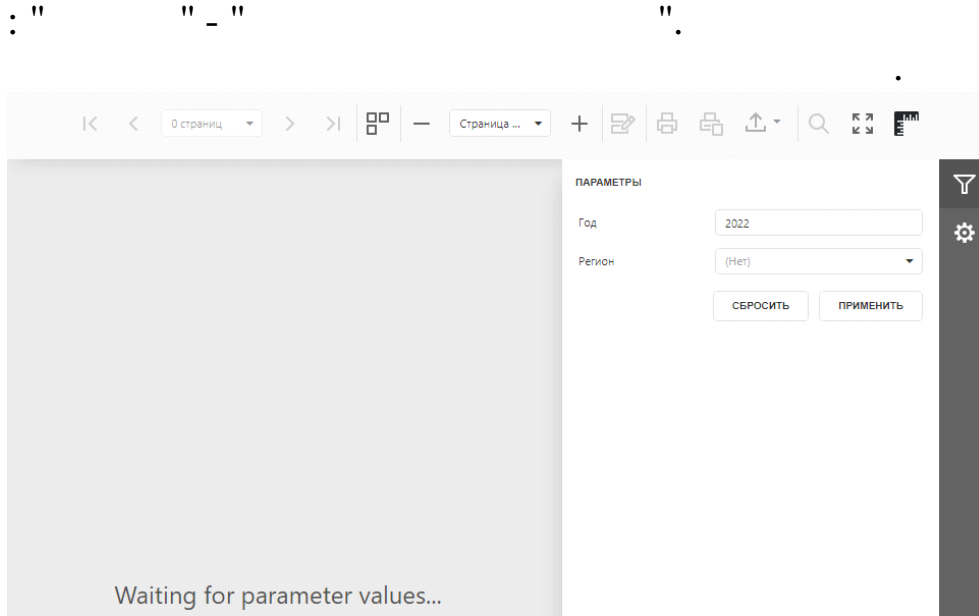 : "          " - "                              ".
.
0 страниц
Страница ...
ПАРАМЕТРЫ
Год 2022
Регион (Нет)
СБРОСИТЬ ПРИМЕНИТЬ
Waiting for parameter values...